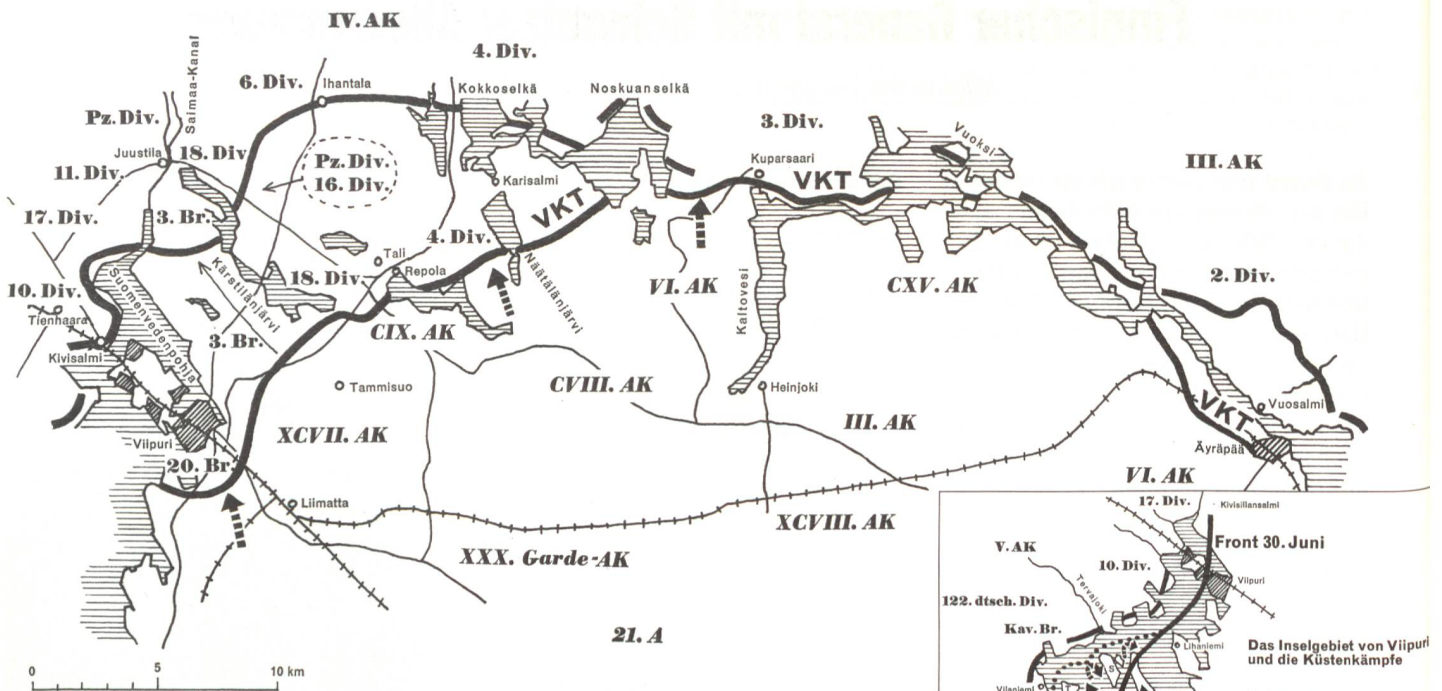 IV. AK
4. Div.
Saimaa-Kanal
6. Div.
Ihantala
Kokkoselkä
Noskuanselkä
Pz. Div.
3. Div.
Vuoksi
Juustila
18. Div
Pz. Div.
16. Div.
Kuparsaari
VKT
III. AK
11. Div.
Karisalmi
VKT
17. Div.
3. Br.
4. Div.
Tali
Repola
18. Div.
Näätälänjärvi
VI. AK
Kaltovesi
CXV. AK
2. Div.
10. Div.
Tienhaara
Suomenvedenpohja
Kärstilänjärvi
3. Br.
CIX. AK
Kivisalmi
Tammisuo
CVIII. AK
Heinjoki
VKT
Vuosalmi
Viipuri
XCVII. AK
III. AK
Äyräpää
20. Br.
VI. AK
Liimatta
XCVIII. AK
XXX. Garde-AK
21. A
0 5 10 km
17. Div.
Kivisillansalmi
V. AK
Front 30. Juni
10. Div.
Tervajoki
Viipuri
122. dtsch. Div.
Kav. Br.
Lihaniemi
Das Inselgebiet von Viipuri
und die Küstenkämpfe
S
T
Vilaniemi